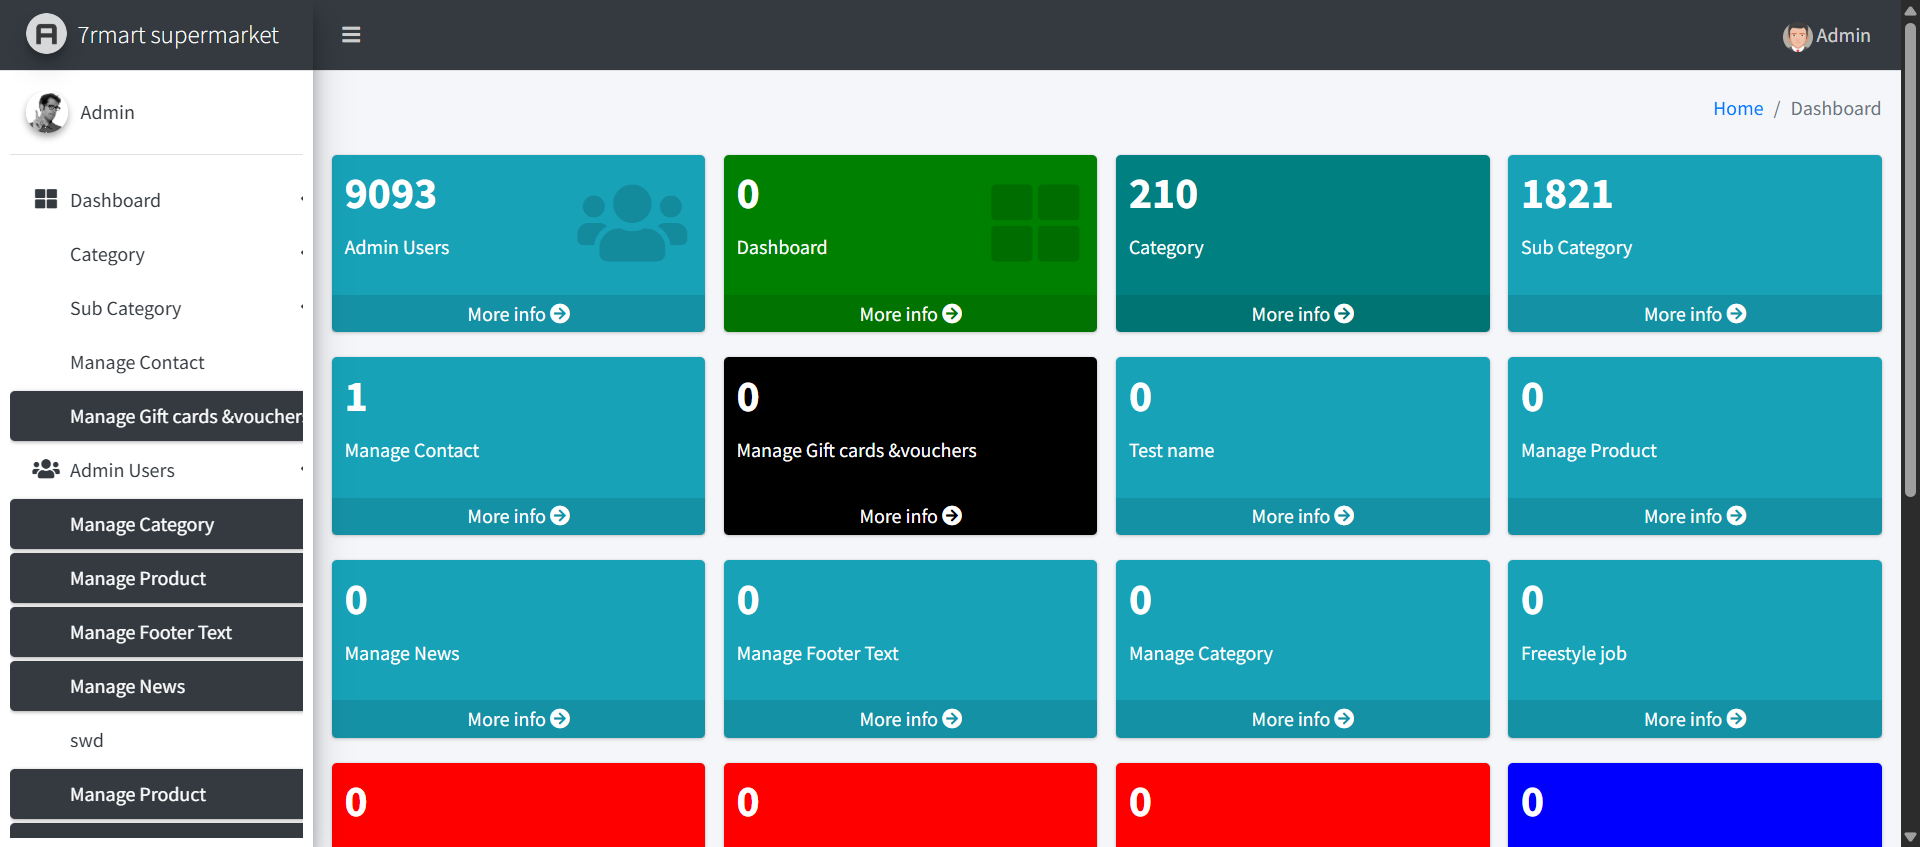 7rmart supermarket
Admin
Admin
Home / Dashboard
Dashboard
Category
Sub Category
Manage Contact
Manage Gift cards &vouchers
Admin Users
Manage Category
Manage Product
Manage Footer Text
Manage News
swd
Manage Product
9093
Admin Users
More info
0
Dashboard
More info
210
Category
More info
1821
Sub Category
More info
1
Manage Contact
More info
0
Manage Gift cards &vouchers
More info
0
Test name
More info
0
Manage Product
More info
0
Manage News
More info
0
Manage Footer Text
More info
0
Manage Category
More info
0
Freestyle job
More info
0
0
0
0